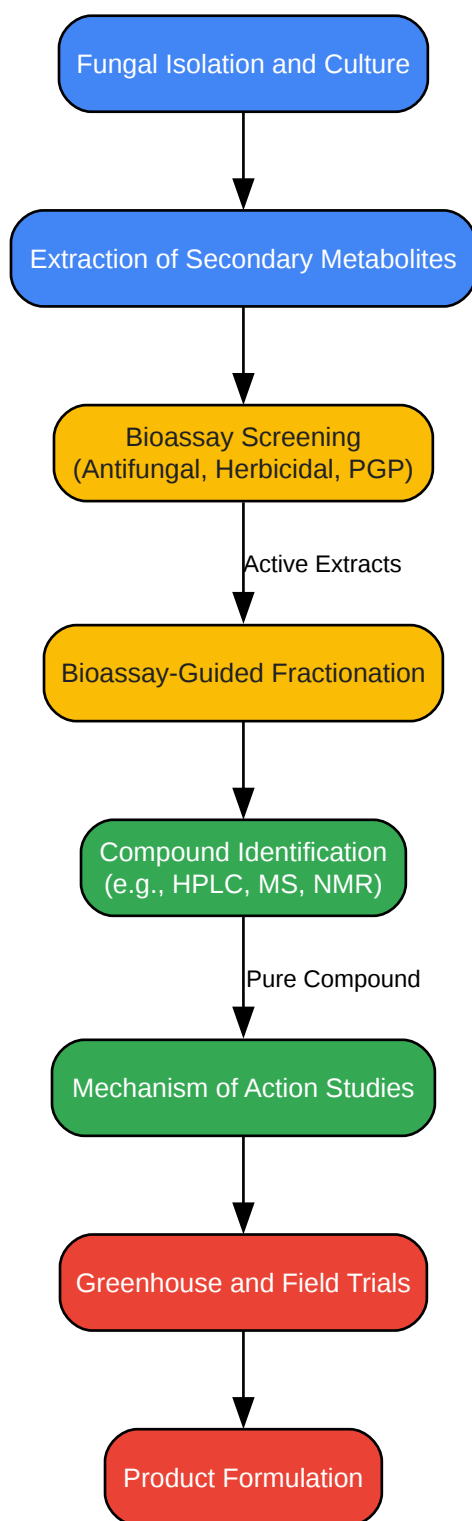 Fungal Isolation and Culture
Extraction of Secondary Metabolites
Bioassay Screening
(Antifungal, Herbicidal, PGP)
Active Extracts
Bioassay-Guided Fractionation
Compound Identification
(e.g., HPLC, MS, NMR)
Pure Compound
Mechanism of Action Studies
Greenhouse and Field Trials
Product Formulation